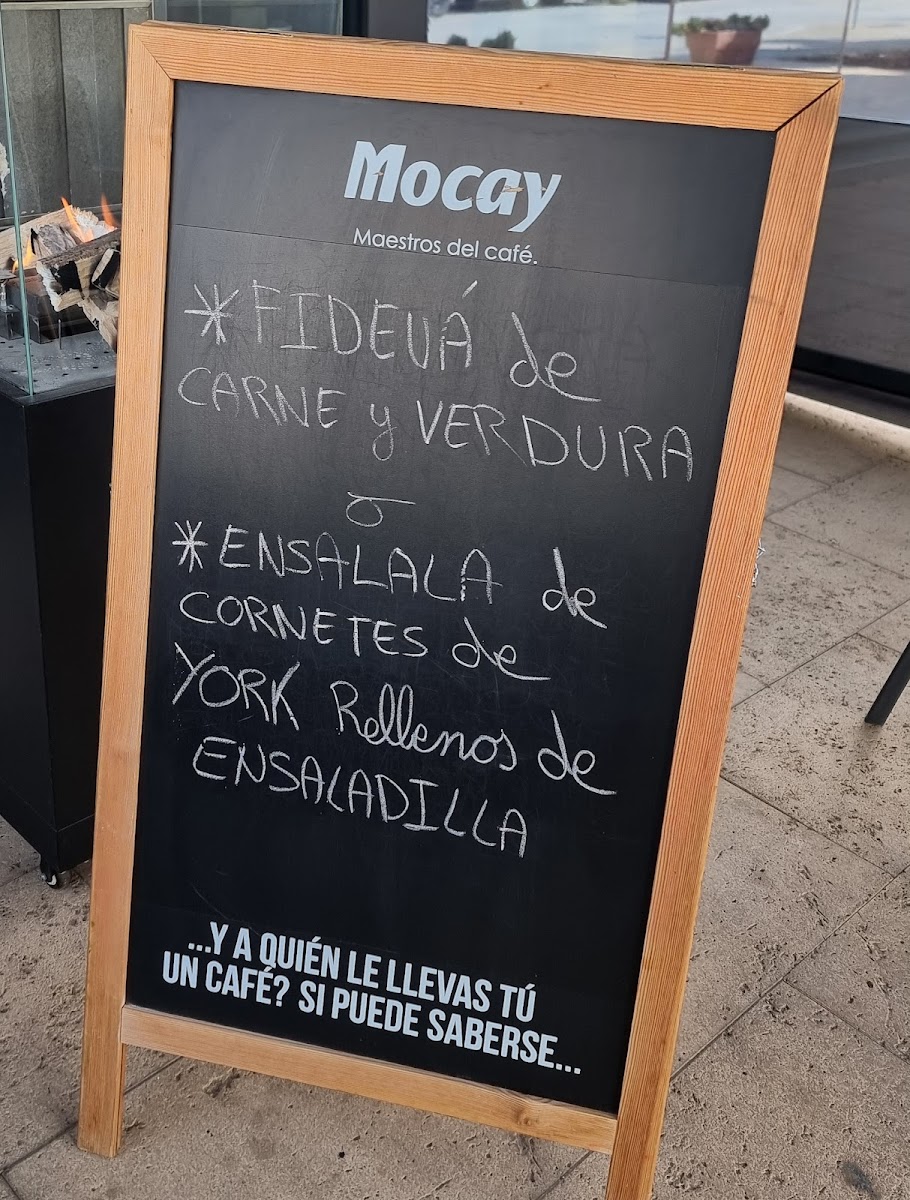 Mocay
Maestros del café.
*FIDEUÁ de
CARNE y VERDURA
o
*ENSALALA de
CORNETES de
YORK Rellenos de
ENSALADILLA
...Y A QUIÉN LE LLEVAS TÚ
UN CAFÉ? SI PUEDE SABERSE...